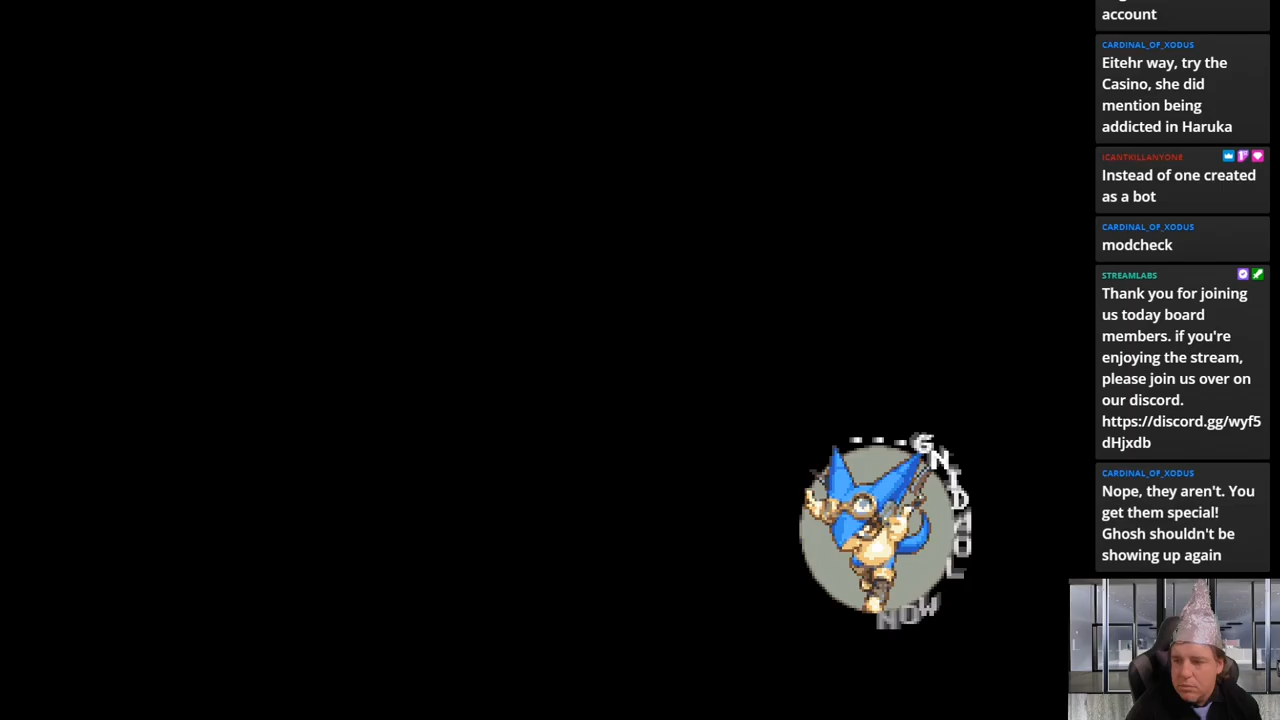 account
CARDINAL_OF_XODUS
Eitehr way, try the
Casino, she did
mention being
addicted in Haruka
ICANTKILLANYONE
Instead of one created
as a bot
CARDINAL_OF_XODUS
modcheck
STREAMLABS
Thank you for joining
us today board
members. if you're
enjoying the stream,
please join us over on
our discord.
https://discord.gg/wyf5
dHjxdb
CARDINAL_OF_XODUS
Nope, they aren't. You
get them special!
Ghosh shouldn't be
showing up again
NOW LOADING...